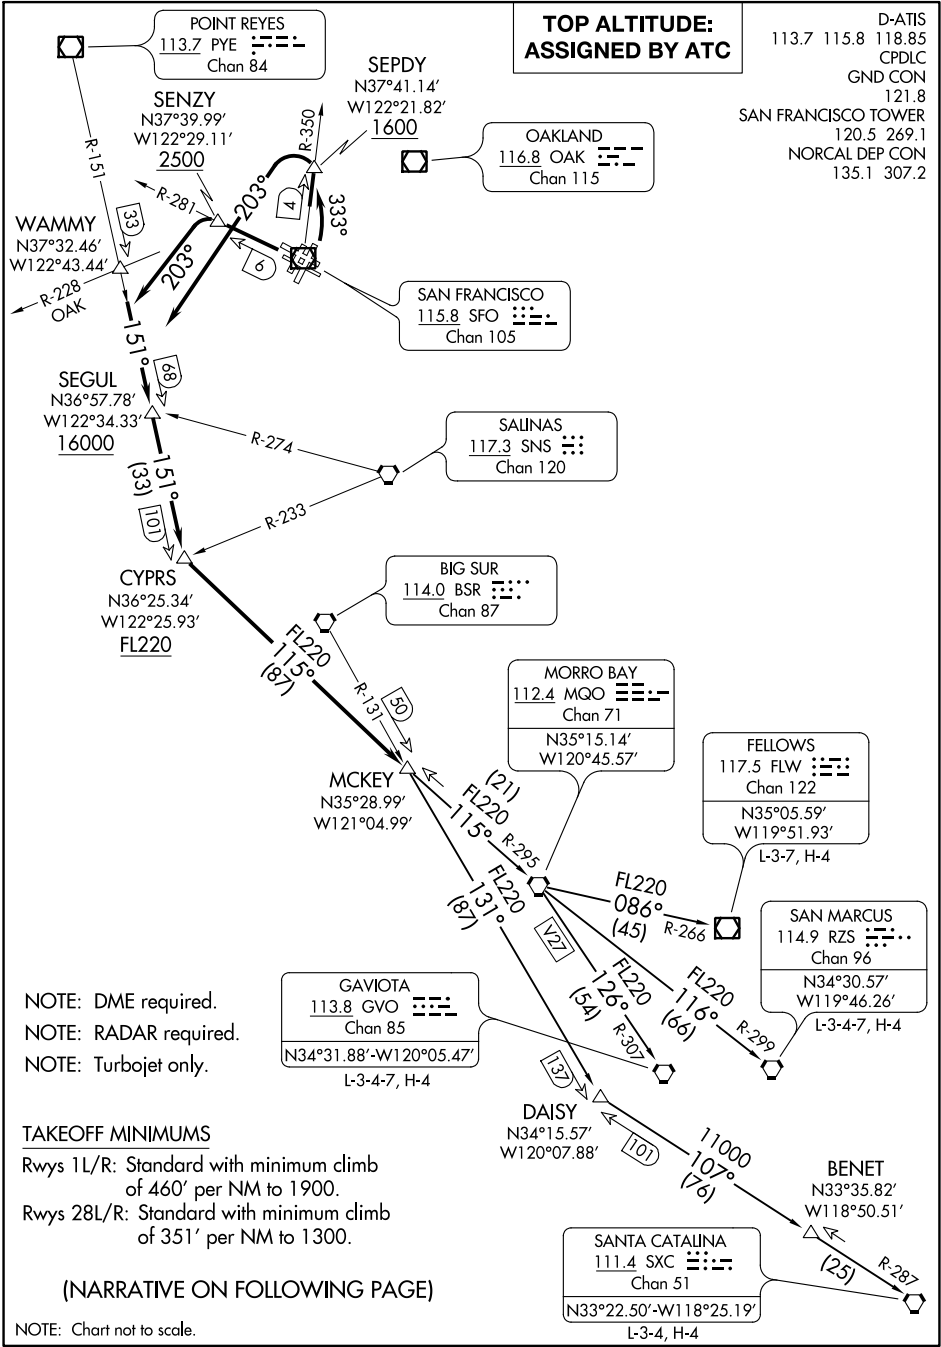 TOP ALTITUDE:
ASSIGNED BY ATC
D-ATIS
113.7 115.8 118.85
CPDLC
GND CON
121.8
SAN FRANCISCO TOWER
120.5 269.1
NORCAL DEP CON
135.1 307.2
POINT REYES
113.7 PYE
Chan 84
SENZY
N37°39.99′
W122°29.11′
2500
SEPDY
N37°41.14′
W122°21.82′
1600
R-350
OAKLAND
116.8 OAK
Chan 115
R-151
R-281
203°
4
333°
WAMMY
N37°32.46′
W122°43.44′
33
203°
6
R-228
OAK
SAN FRANCISCO
115.8 SFO
Chan 105
151°
68
SEGUL
N36°57.78′
W122°34.33′
16000
R-274
SALINAS
117.3 SNS
Chan 120
151°
(33)
101
R-233
CYPRS
N36°25.34′
W122°25.93′
FL220
BIG SUR
114.0 BSR
Chan 87
FL220
115°
(87)
R-131
50
MORRO BAY
112.4 MQO
Chan 71
N35°15.14′
W120°45.57′
MCKEY
N35°28.99′
W121°04.99′
(21)
FL220
115°
R-295
FELLOWS
117.5 FLW
Chan 122
N35°05.59′
W119°51.93′
L-3-7, H-4
FL220
131°
(87)
FL220
086°
(45)
R-266
V27
SAN MARCUS
114.9 RZS
Chan 96
N34°30.57′
W119°46.26′
L-3-4-7, H-4
FL220
126°
(54)
R-307
FL220
116°
(66)
R-299
GAVIOTA
113.8 GVO
Chan 85
N34°31.88′-W120°05.47′
L-3-4-7, H-4
137
DAISY
N34°15.57′
W120°07.88′
101
11000
107°
(76)
BENET
N33°35.82′
W118°50.51′
(25)
R-287
SANTA CATALINA
111.4 SXC
Chan 51
N33°22.50′-W118°25.19′
L-3-4, H-4
NOTE: DME required.
NOTE: RADAR required.
NOTE: Turbojet only.
TAKEOFF MINIMUMS
Rwys 1L/R: Standard with minimum climb
of 460′ per NM to 1900.
Rwys 28L/R: Standard with minimum climb
of 351′ per NM to 1300.
(NARRATIVE ON FOLLOWING PAGE)
NOTE: Chart not to scale.